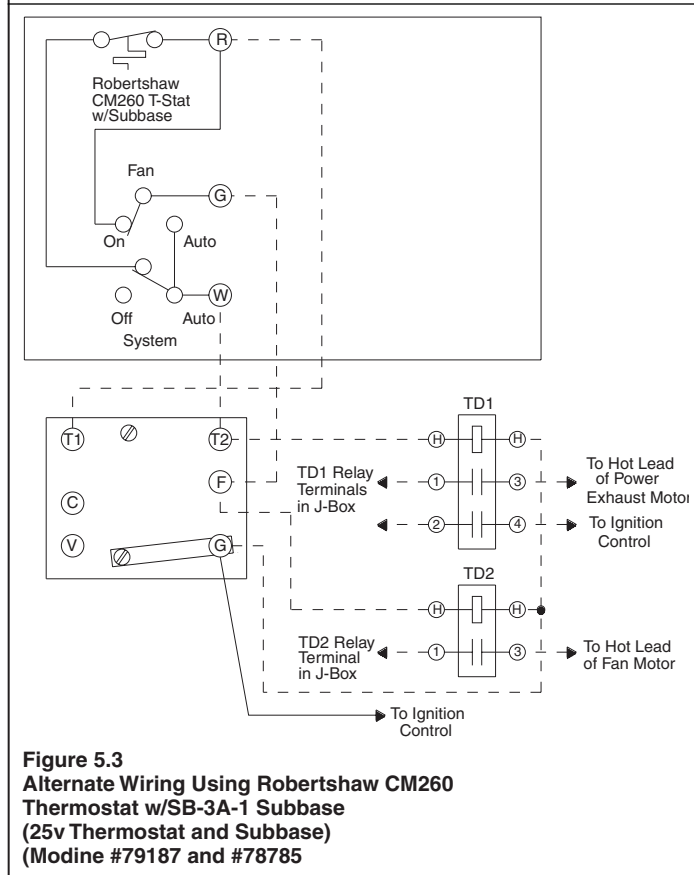 R
Robertshaw
CM260 T-Stat
w/Subbase
Fan
G
On
Auto
W
Off
Auto
System
T1
T2
F
C
V
G
TD1
H
H
TD1 Relay
Terminals
in J-Box
1
3
To Hot Lead
of Power
Exhaust Motor
2
4
To Ignition
Control
TD2
H
H
TD2 Relay
Terminal
in J-Box
1
3
To Hot Lead
of Fan Motor
To Ignition
Control
Figure 5.3
Alternate Wiring Using Robertshaw CM260
Thermostat w/SB-3A-1 Subbase
(25v Thermostat and Subbase)
(Modine #79187 and #78785